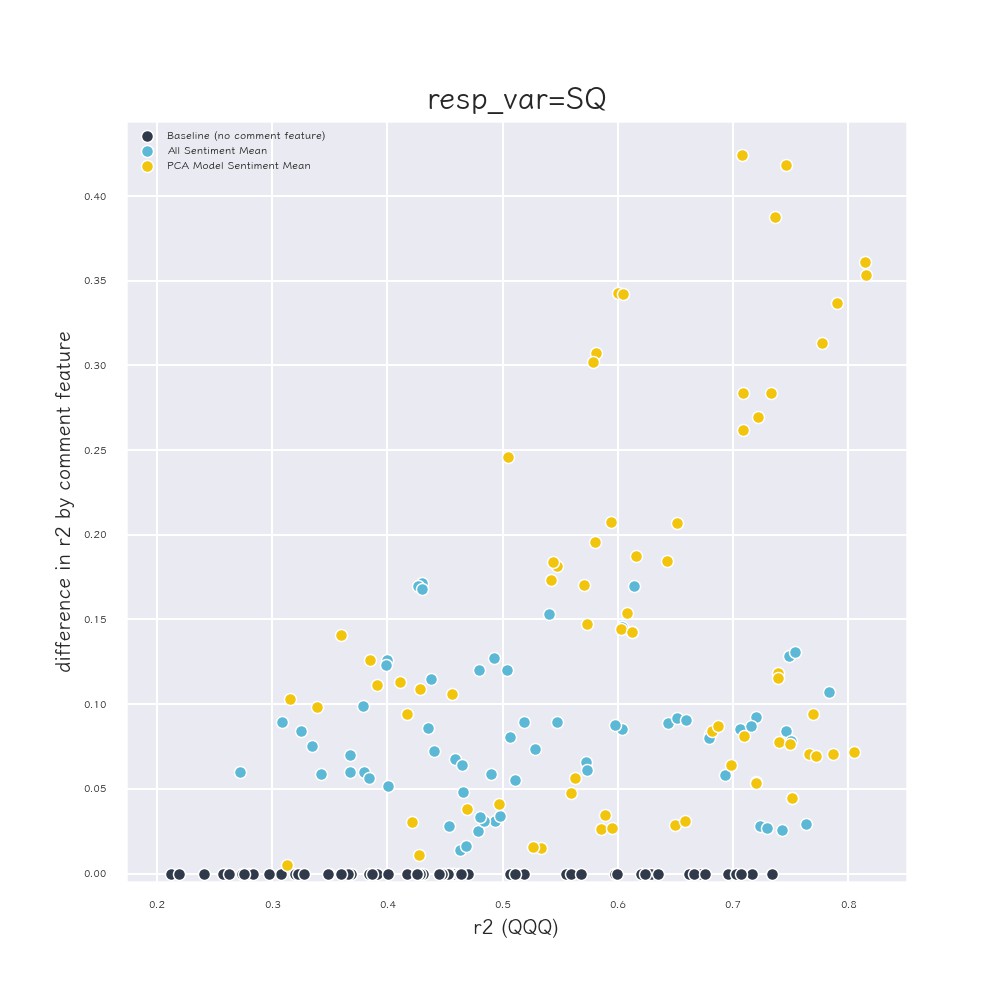 resp_var=SQ
Baseline (no comment feature)
All Sentiment Mean
PCA Model Sentiment Mean
difference in r2 by comment feature
0.40
0.35
0.30
0.25
0.20
0.15
0.10
0.05
0.00
0.2 0.3 0.4 0.5 0.6 0.7 0.8
r2 (QQQ)